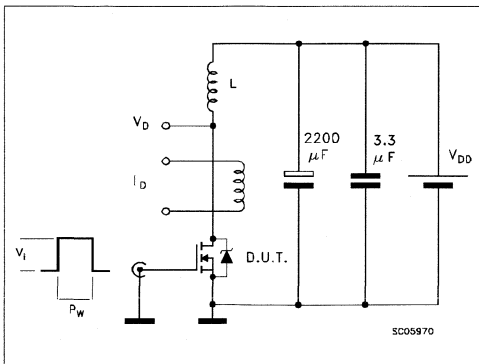 L
V_D
2200
μF
3.3
μF
V_DD
I_D
V_i
D.U.T.
P_W
SC05970